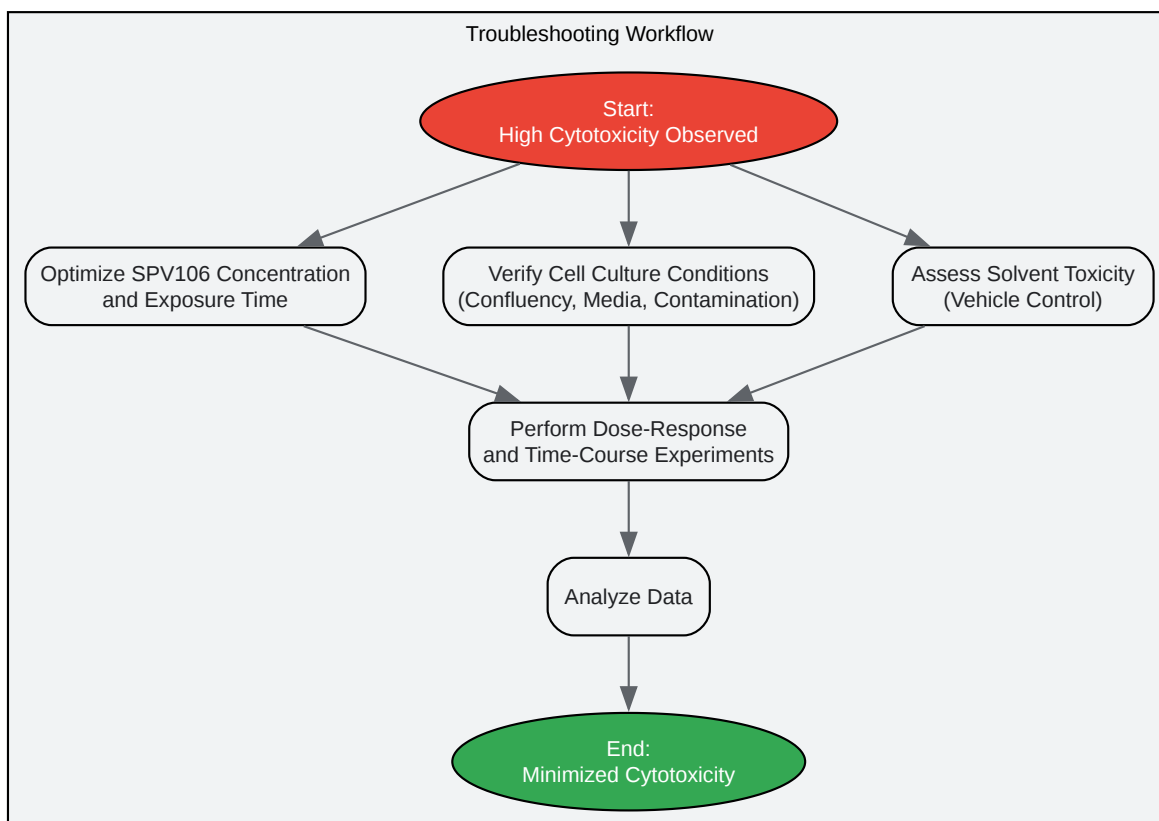 Troubleshooting Workflow
Start:
High Cytotoxicity Observed
Optimize SPV106 Concentration
and Exposure Time
Verify Cell Culture Conditions
(Confluency, Media, Contamination)
Assess Solvent Toxicity
(Vehicle Control)
Perform Dose-Response
and Time-Course Experiments
Analyze Data
End:
Minimized Cytotoxicity